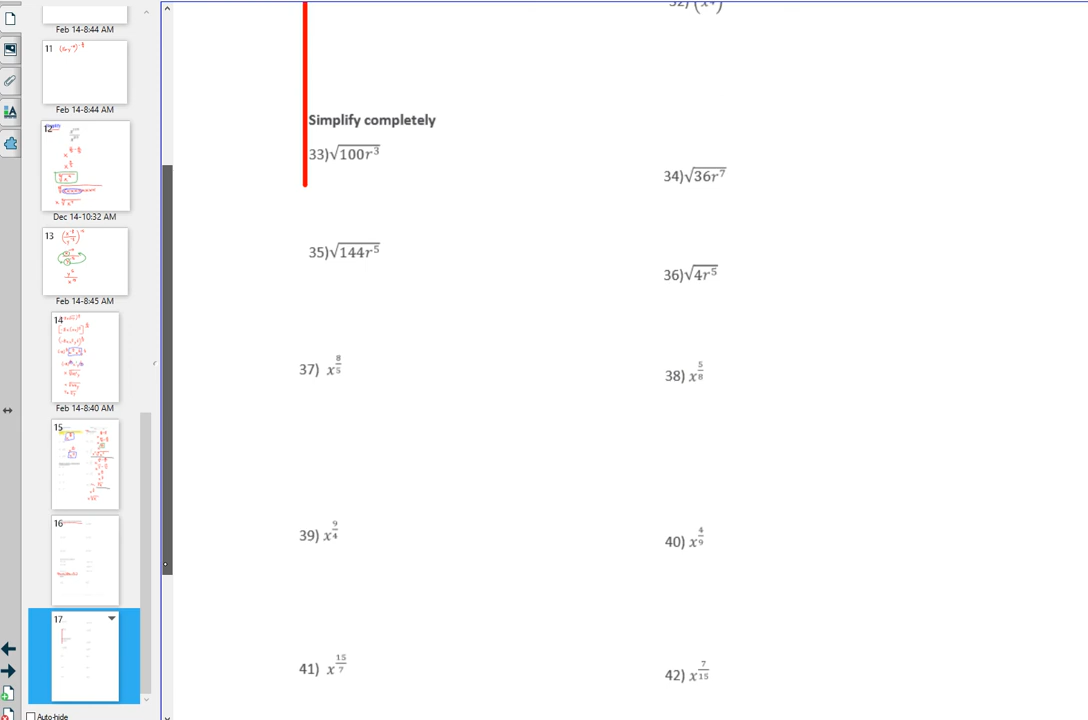 Feb 14-8:44 AM
11
Feb 14-8:44 AM
12
Dec 14-10:32 AM
13
Feb 14-8:45 AM
14
Feb 14-8:40 AM
15
16
17
Auto-hide
32) (x
Simplify completely
33)√100r³
34)√36r⁷
35)√144r⁵
36)√4r⁵
37) x^(8/5)
38) x^(5/8)
39) x^(9/4)
40) x^(4/9)
41) x^(15/7)
42) x^(7/15)